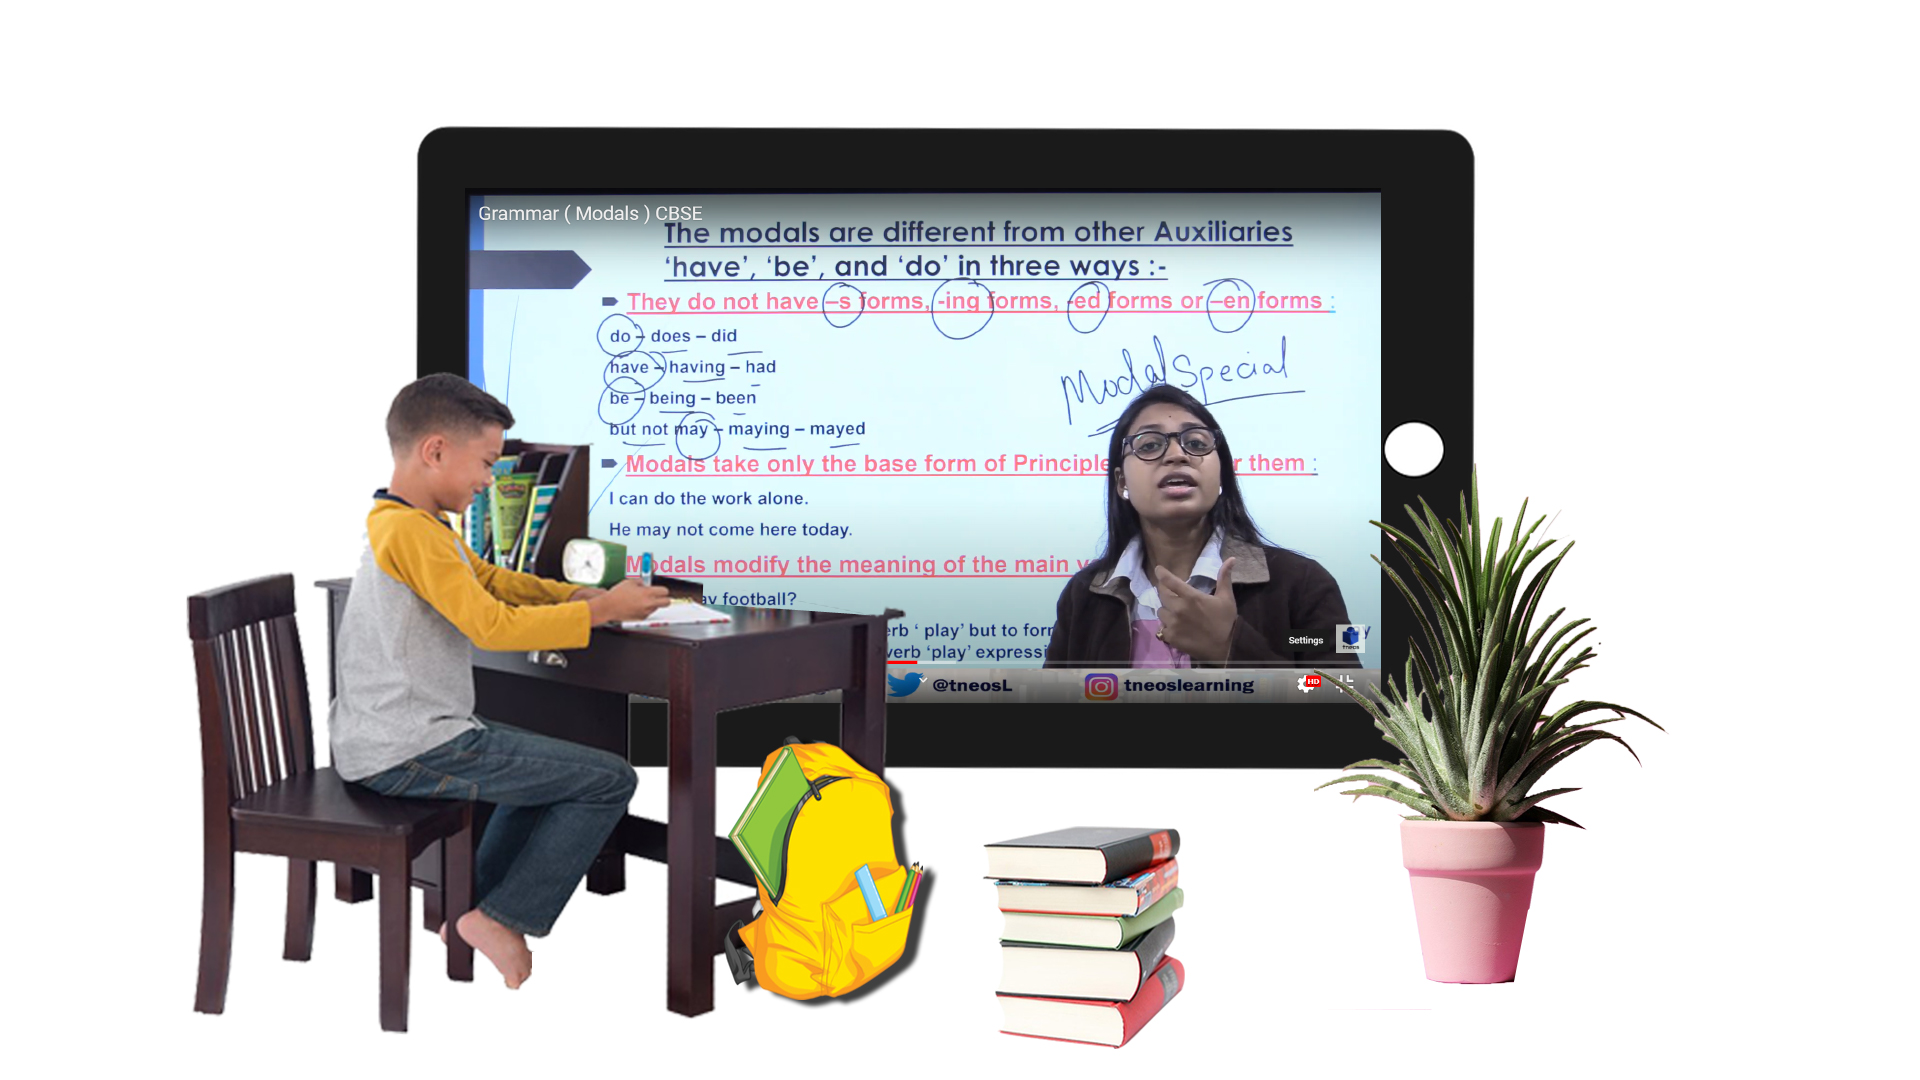 Grammar ( Modals ) CBSE
The modals are different from other Auxiliaries
‘have’, ‘be’, and ‘do’ in three ways :-
They do not have –s forms, -ing forms, -ed forms or –en forms :
do – does – did
have – having – had
be – being – been
but not may – maying – mayed
Modal Special
Modals take only the base form of Principle them :
I can do the work alone.
He may not come here today.
Modals modify the meaning of the main
football?
‘ play’ but to
verb ‘play’
Settings
tneos
@tneosL
tneoslearning
HD